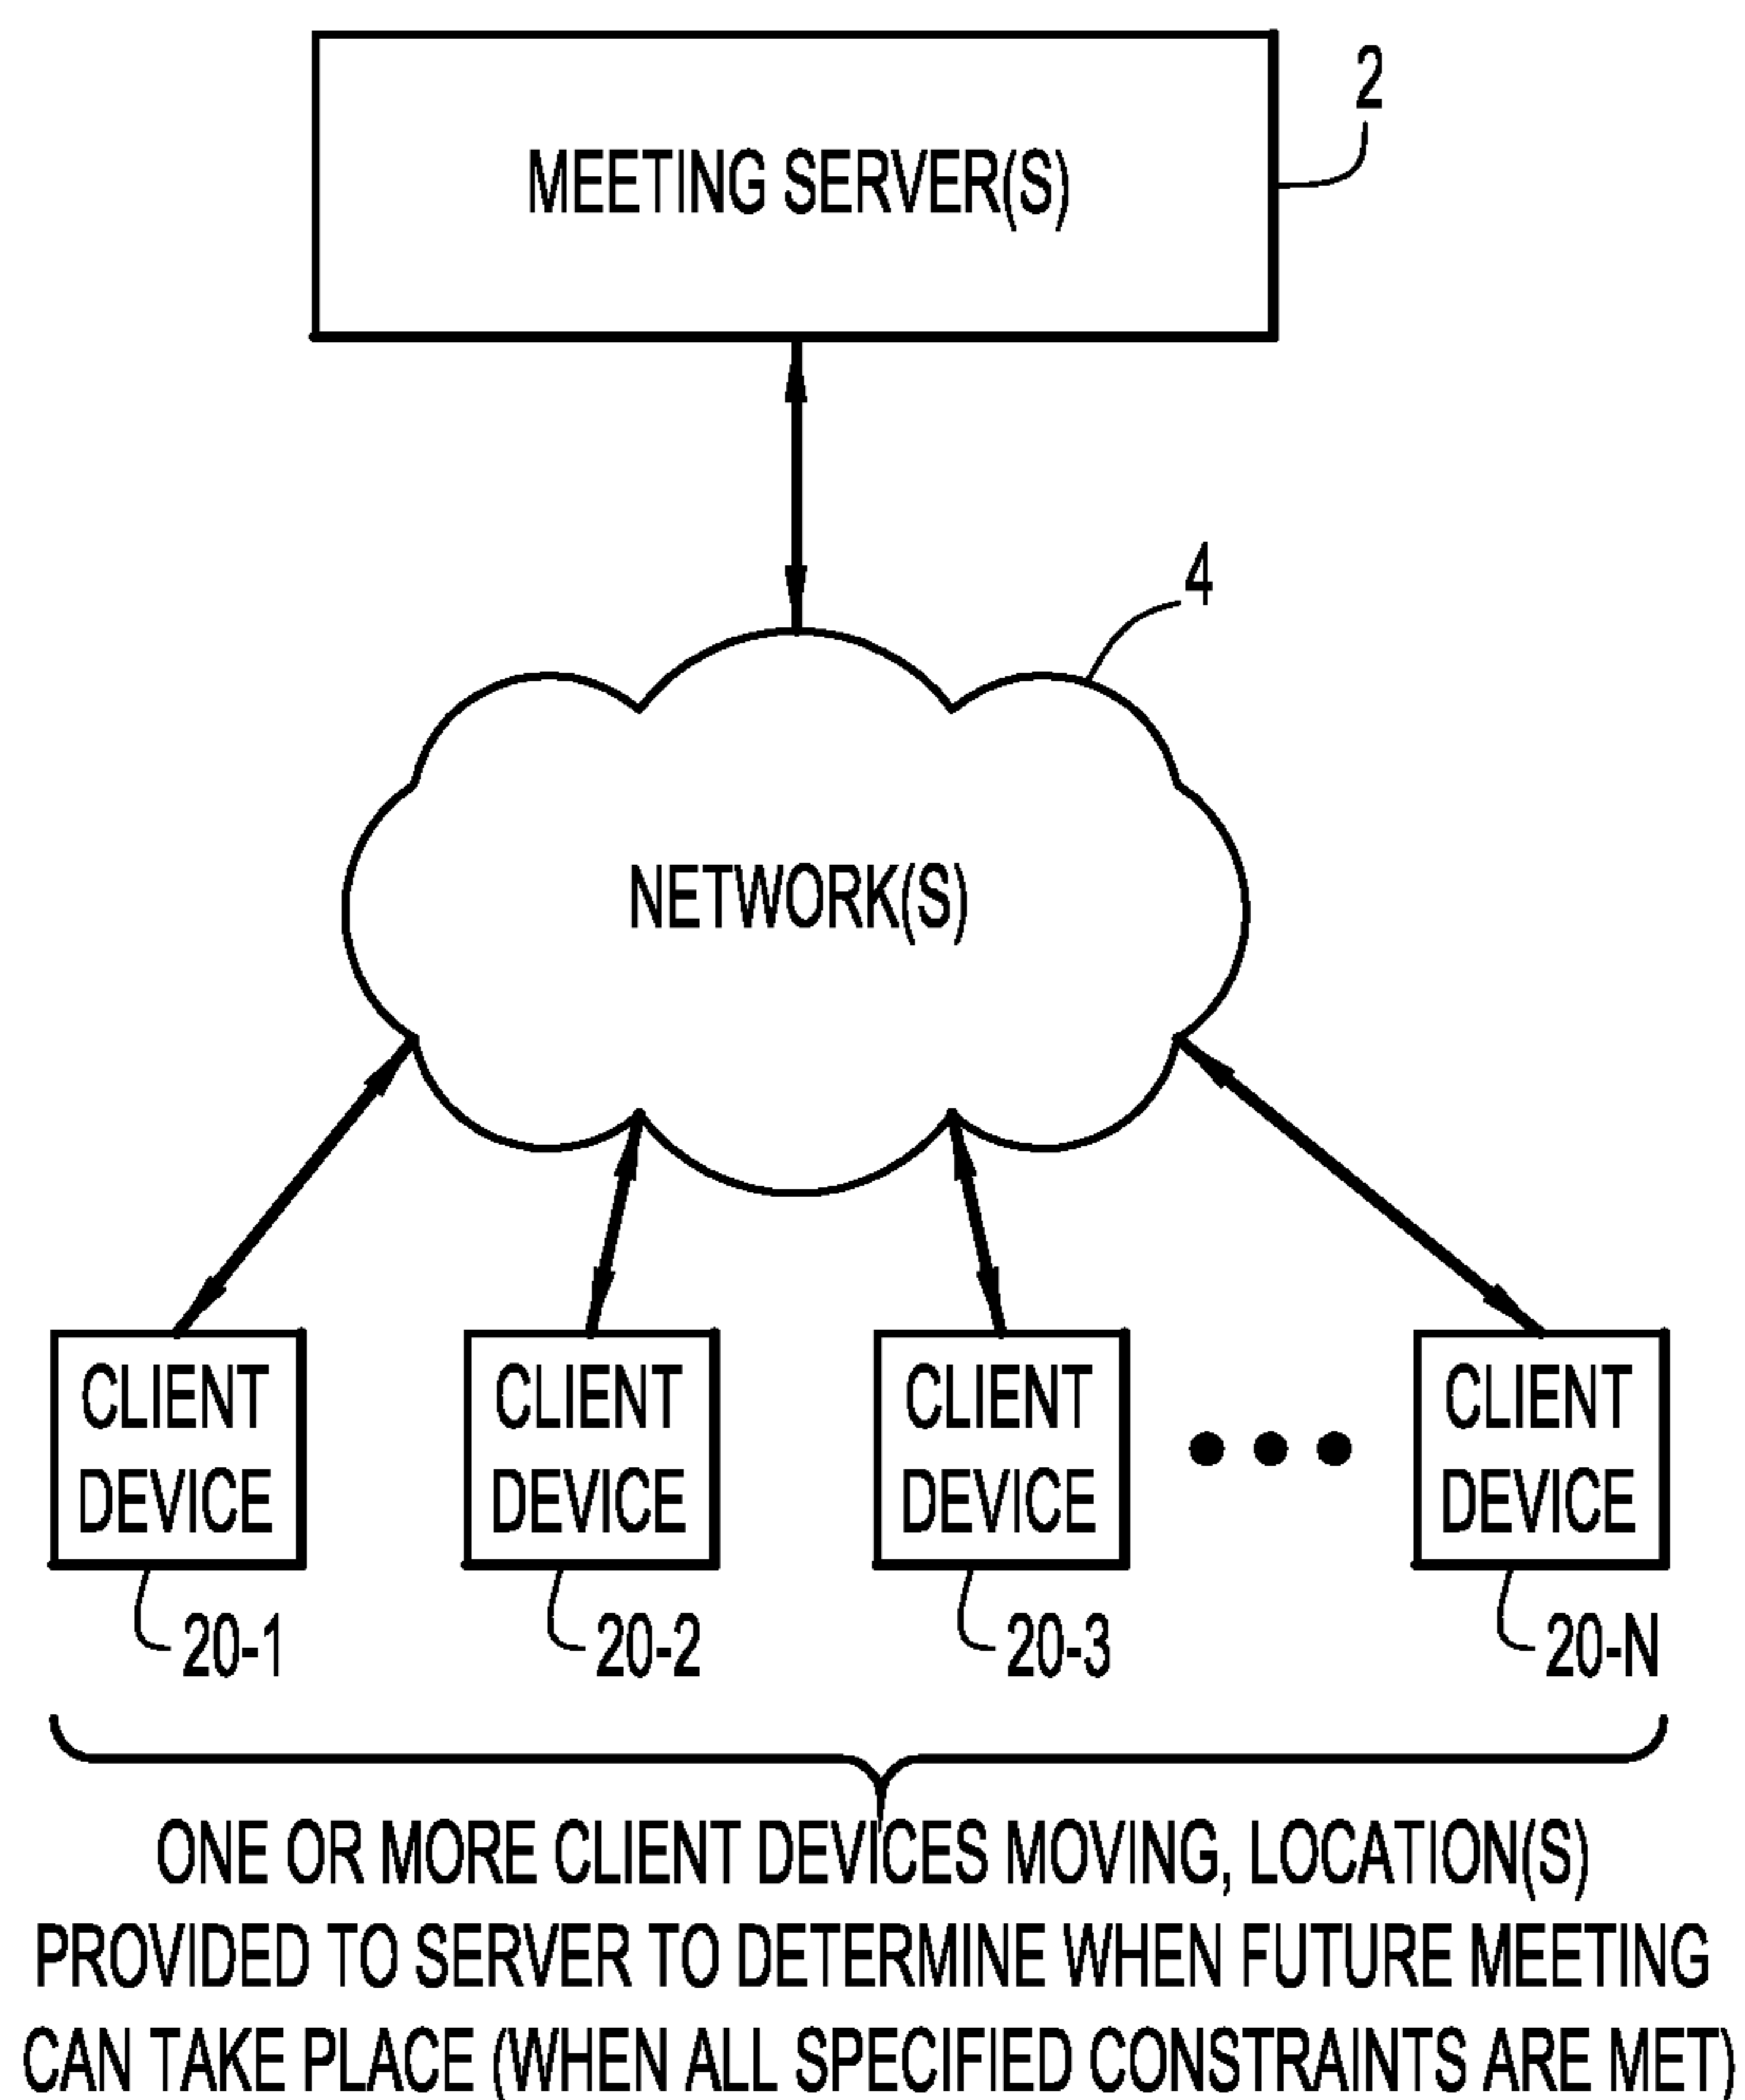 2
MEETING SERVER(S)
4
NETWORK(S)
CLIENT
DEVICE
CLIENT
DEVICE
CLIENT
DEVICE
CLIENT
DEVICE
20-1
20-2
20-3
20-N
ONE OR MORE CLIENT DEVICES MOVING, LOCATION(S)
PROVIDED TO SERVER TO DETERMINE WHEN FUTURE MEETING
CAN TAKE PLACE (WHEN ALL SPECIFIED CONSTRAINTS ARE MET)